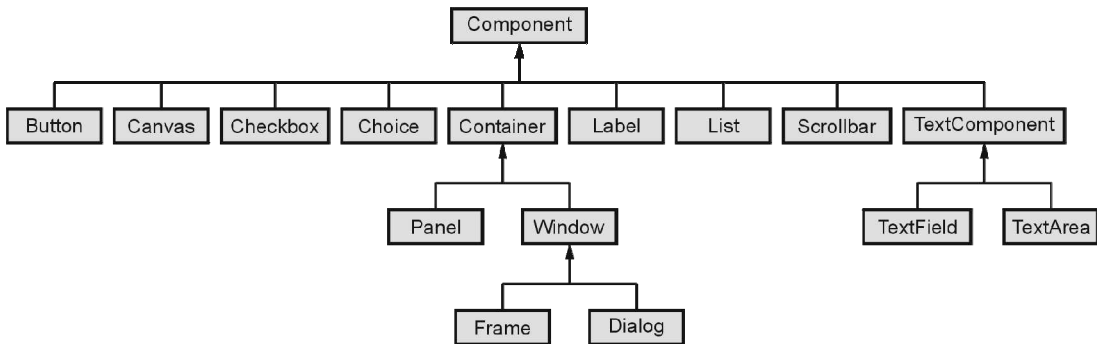 Component
Button Canvas Checkbox Choice Container Label List Scrollbar TextComponent
Panel Window TextField TextArea
Frame Dialog